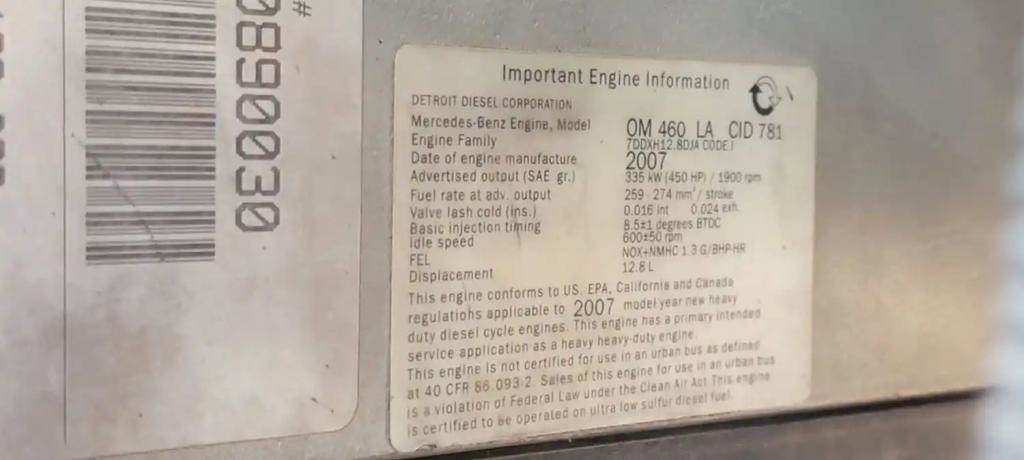 0890030
#
Important Engine Information
DETROIT DIESEL CORPORATION
Mercedes-Benz Engine, Model OM 460 LA CID 781
Engine Family 7DDXH12.8DJA CODE:I
Date of engine manufacture 2007
Advertised output (SAE gr.) 335 kW (450 HP) / 1900 rpm
Fuel rate at adv. output 259 - 274 mm³/ stroke
Valve lash cold (ins.) 0.016 int 0.024 exh.
Basic injection timing 8.5±1 degrees BTDC
Idle speed 600±50 rpm
FEL NOX+NMHC 1.3 G/BHP-HR
Displacement 12.8 L
This engine conforms to US EPA, California and Canada
regulations applicable to 2007 model year new heavy
duty diesel cycle engines. This engine has a primary intended
service application as a heavy heavy-duty engine.
This engine is not certified for use in an urban bus as defined
at 40 CFR 86.093-2. Sales of this engine for use in an urban bus
is a violation of Federal Law under the Clean Air Act. This engine
is certified to be operated on ultra low sulfur diesel fuel.